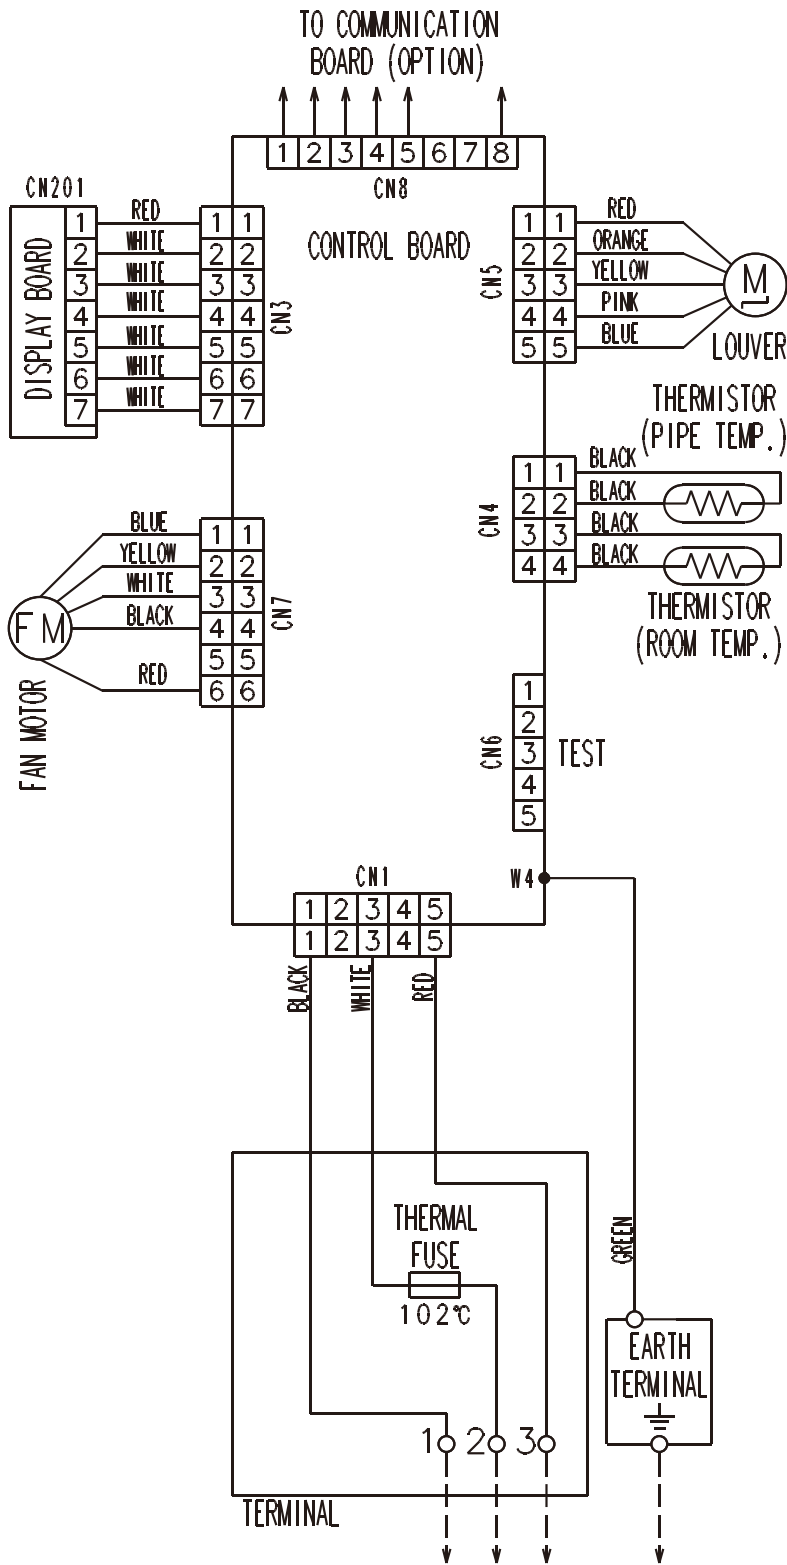 TO COMMUNICATION
BOARD (OPTION)
1 2 3 4 5 6 7 8
CN8
CONTROL BOARD
CN201
DISPLAY BOARD
1 RED 1 1
2 WHITE 2 2
3 WHITE 3 3
4 WHITE 4 4
5 WHITE 5 5
6 WHITE 6 6
7 WHITE 7 7
CN3
CN5
1 1 RED
2 2 ORANGE
3 3 YELLOW
4 4 PINK
5 5 BLUE
M
LOUVER
THERMISTOR
(PIPE TEMP.)
CN4
1 1 BLACK
2 2 BLACK
3 3 BLACK
4 4 BLACK
THERMISTOR
(ROOM TEMP.)
BLUE 1 1
YELLOW 2 2
WHITE 3 3
BLACK 4 4
5 5
RED 6 6
CN7
FM
FAN MOTOR
CN6
1
2
3
4
5
TEST
W4
CN1
1 2 3 4 5
1 2 3 4 5
BLACK
WHITE
RED
THERMAL
FUSE
102℃
GREEN
EARTH
TERMINAL
1 2 3
TERMINAL